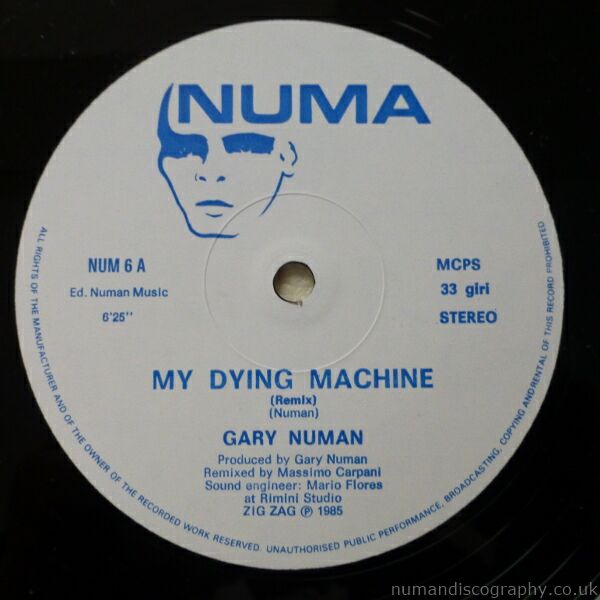 NUMA
NUM 6 A
Ed. Numan Music
6'25''
MCPS
33 giri
STEREO
MY DYING MACHINE
(Remix)
(Numan)
GARY NUMAN
Produced by Gary Numan
Remixed by Massimo Carpani
Sound engineer: Mario Flores
at Rimini Studio
ZIG ZAG ℗ 1985
ALL RIGHTS OF THE MANUFACTURER AND OF THE OWNER OF THE RECORDED WORK RESERVED. UNAUTHORISED PUBLIC PERFORMANCE, BROADCASTING, COPYING AND RENTAL OF THIS RECORD PROHIBITED
numandiscography.co.uk